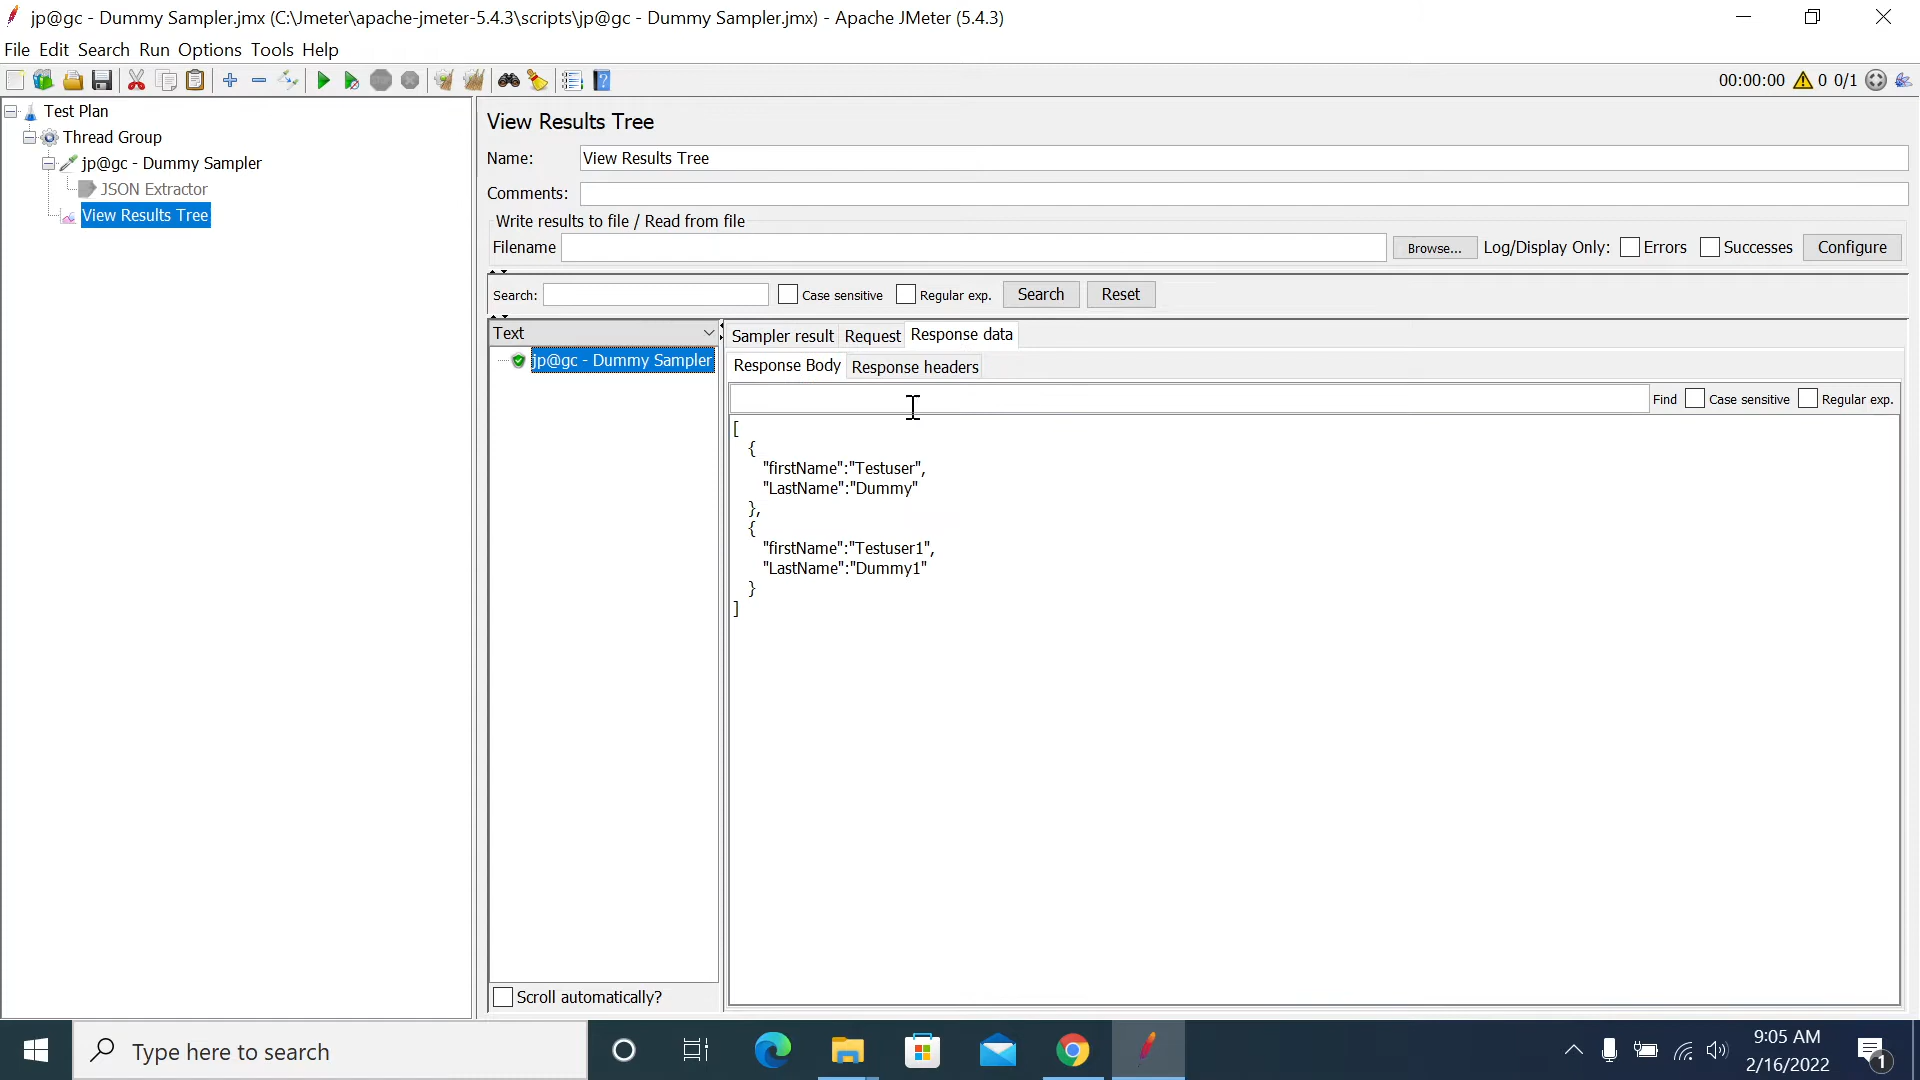 jp@gc - Dummy Sampler.jmx (C:\Jmeter\apache-jmeter-5.4.3\scripts\jp@gc - Dummy Sampler.jmx) - Apache JMeter (5.4.3)
File Edit Search Run Options Tools Help
00:00:00 0 0/1
Test Plan
Thread Group
jp@gc - Dummy Sampler
JSON Extractor
View Results Tree
View Results Tree
Name: View Results Tree
Comments:
Write results to file / Read from file
Filename Browse... Log/Display Only: Errors Successes Configure
Search: Case sensitive Regular exp. Search Reset
Text
jp@gc - Dummy Sampler
Scroll automatically?
Sampler result Request Response data
Response Body Response headers
Find Case sensitive Regular exp.
[
{
"firstName":"Testuser",
"LastName":"Dummy"
},
{
"firstName":"Testuser1",
"LastName":"Dummy1"
}
]
Type here to search
9:05 AM
2/16/2022
1